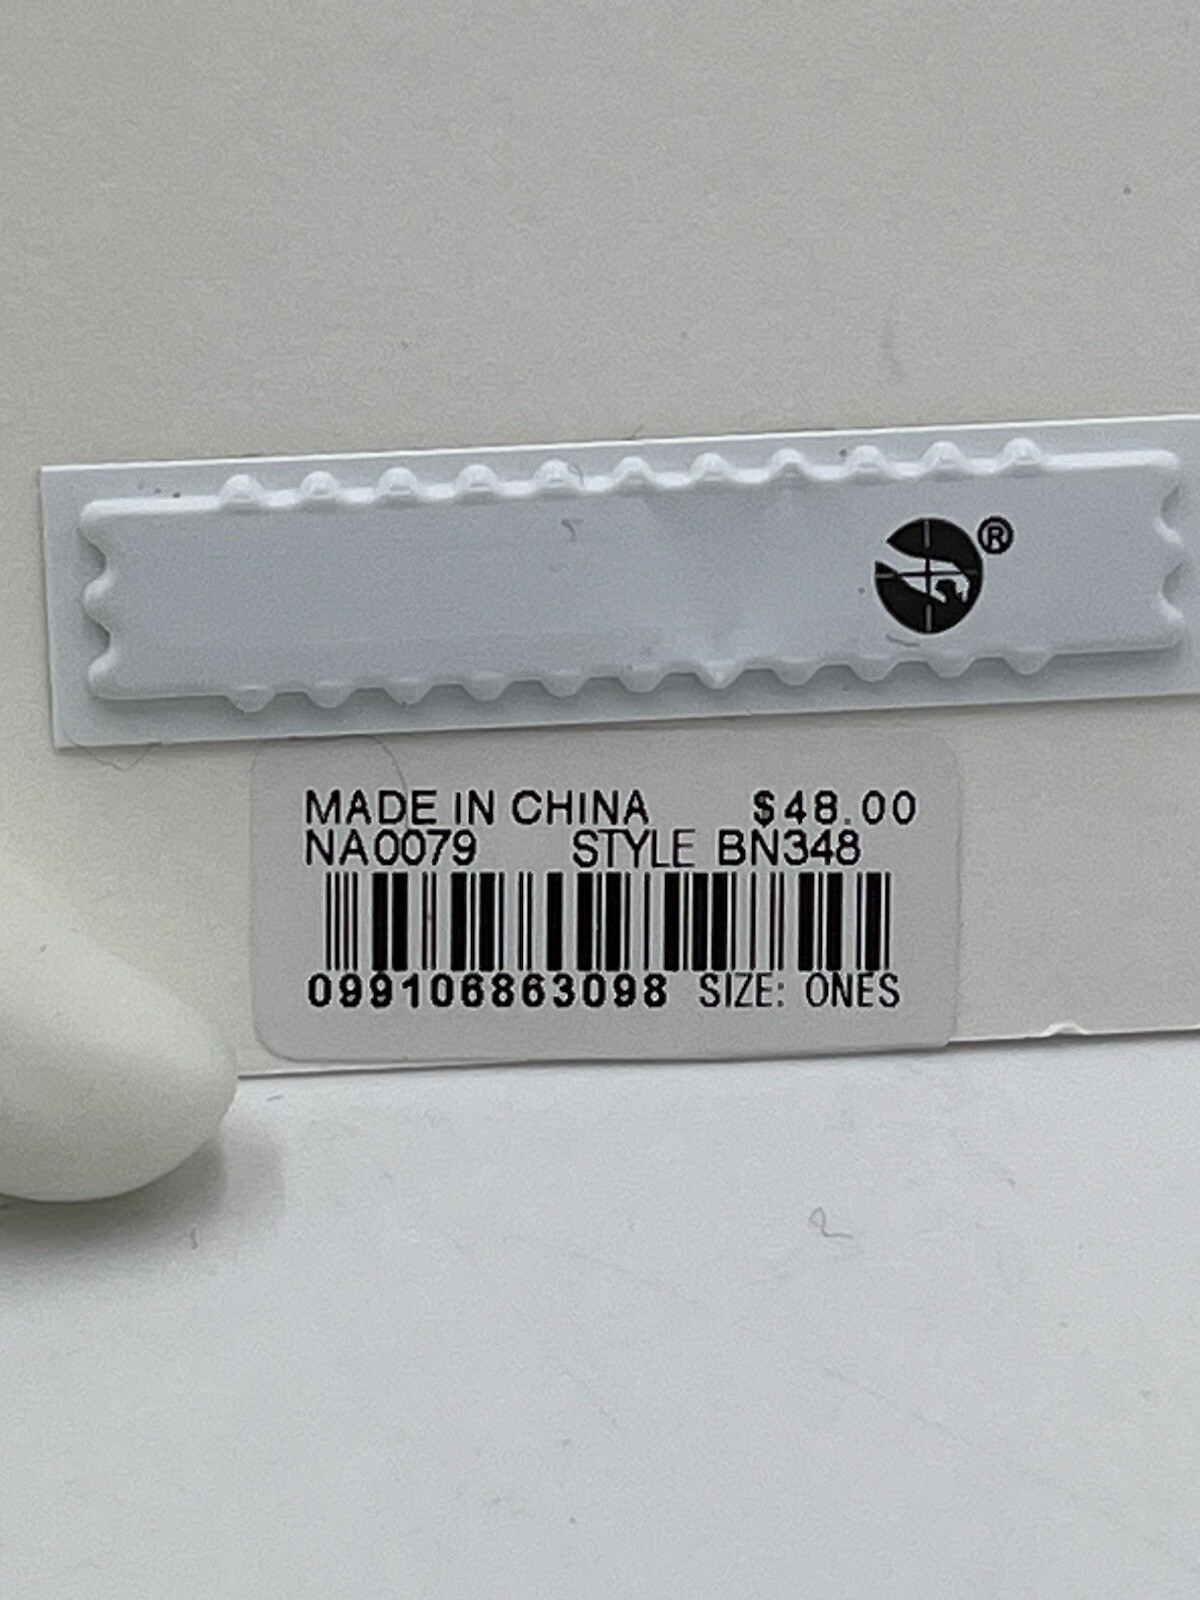 ®
MADE IN CHINA $48.00
NA0079 STYLE BN348
099106863098 SIZE: ONES